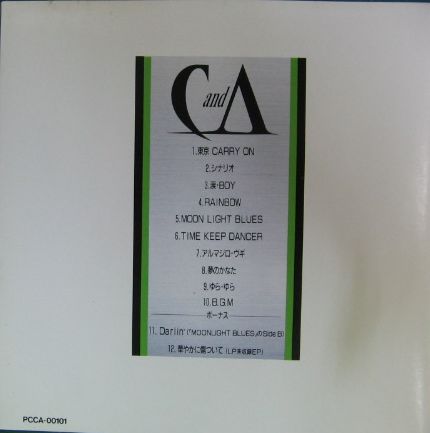 C and A
1.東京 CARRY ON
2.シナリオ
3.涙・BOY
4.RAINBOW
5.MOON LIGHT BLUES
6.TIME KEEP DANCER
7.アルマジロ・ウギ
8.夢のかなた
9.ゆら・ゆら
10.B.G.M
ボーナス
11. Darlin'(「MOONLIGHT BLUES」のSide B)
12. 華やかに傷ついて (LP未収録EP)
PCCA-00101